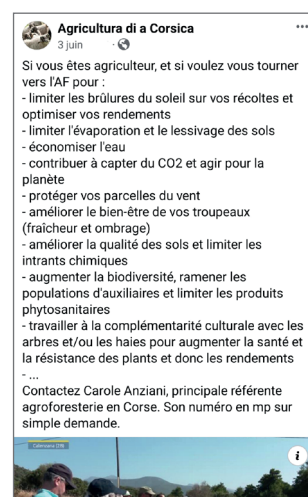 Agricultura di a Corsica
3 juin ·
Si vous êtes agriculteur, et si voulez vous tourner
vers l'AF pour :
- limiter les brûlures du soleil sur vos récoltes et
optimiser vos rendements
- limiter l'évaporation et le lessivage des sols
- économiser l'eau
- contribuer à capter du CO2 et agir pour la
planète
- protéger vos parcelles du vent
- améliorer le bien-être de vos troupeaux
(fraîcheur et ombrage)
- améliorer la qualité des sols et limiter les
intrants chimiques
- augmenter la biodiversité, ramener les
populations d'auxiliaires et limiter les produits
phytosanitaires
- travailler à la complémentarité culturale avec les
arbres et/ou les haies pour augmenter la santé et
la résistance des plants et donc les rendements
- ...
Contactez Carole Anziani, principale référente
agroforesterie en Corse. Son numéro en mp sur
simple demande.